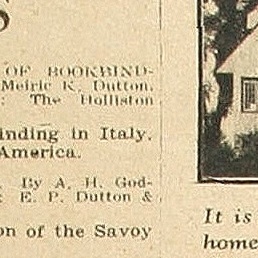 S
OF BOOKBIND-
Meiric K. Dutton.
: The Holliston
inding in Italy.
America.
. By A. H. God-
: E. P. Dutton &
on of the Savoy
It is
home